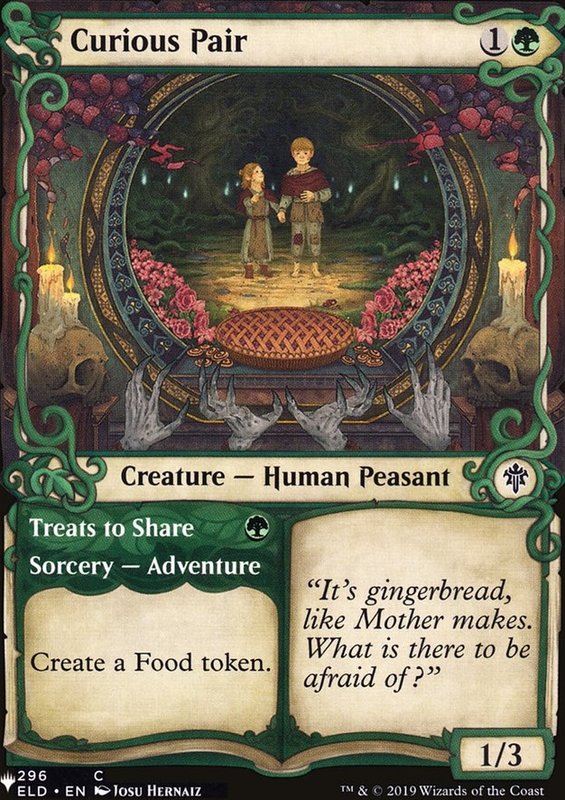 Curious Pair 1
Creature — Human Peasant
Treats to Share
Sorcery — Adventure
Create a Food token.
“It’s gingerbread,
like Mother makes.
What is there to be
afraid of?”
1/3
296 C
ELD • EN Josu Hernaiz
™ & © 2019 Wizards of the Coast